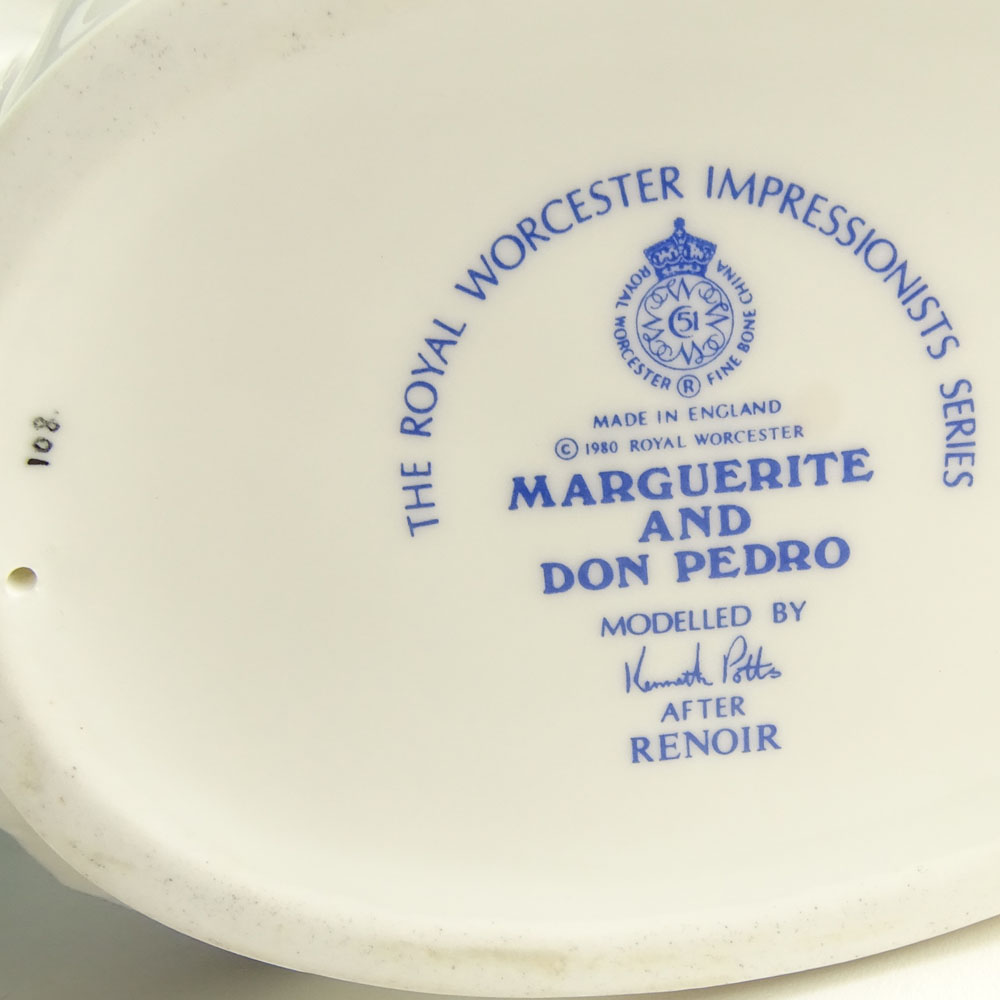 THE ROYAL WORCESTER IMPRESSIONISTS SERIES
ROYAL WORCESTER ® FINE BONE CHINA
C51
MADE IN ENGLAND
© 1980 ROYAL WORCESTER
MARGUERITE
AND
DON PEDRO
MODELLED BY
Kenneth Potts
AFTER
RENOIR
108.